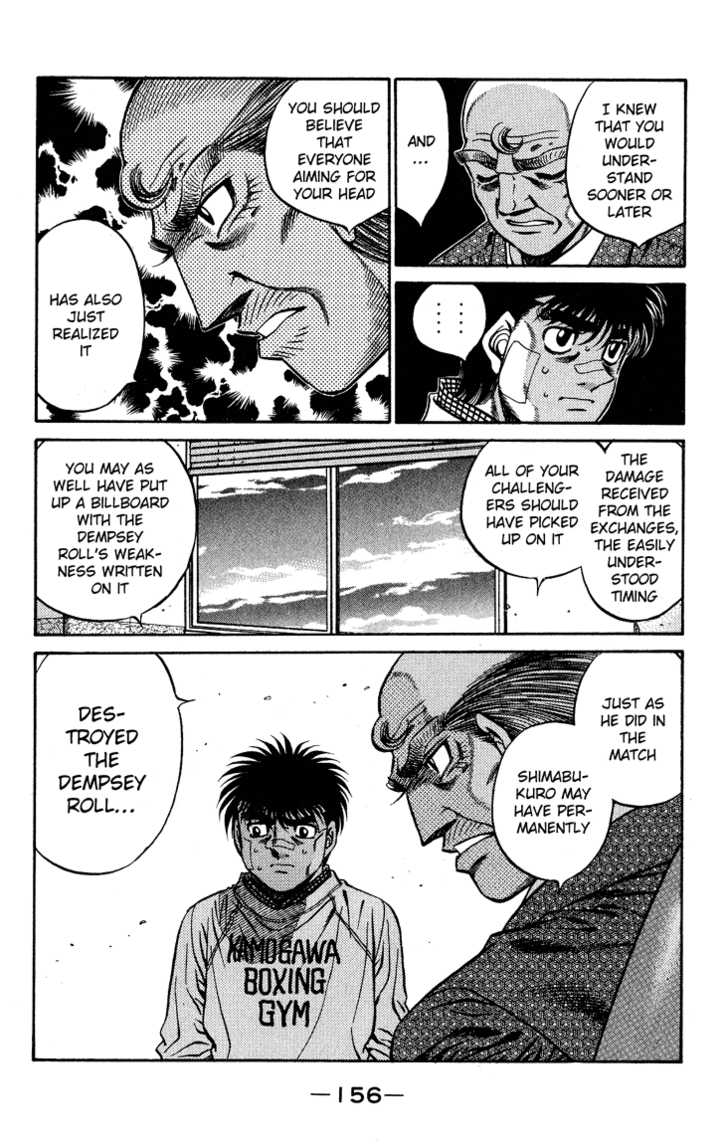 I KNEW
THAT YOU
WOULD
UNDER-
STAND
SOONER OR
LATER
AND
...
......
YOU SHOULD
BELIEVE
THAT
EVERYONE
AIMING FOR
YOUR HEAD
HAS ALSO
JUST
REALIZED
IT
THE
DAMAGE
RECEIVED
FROM THE
EXCHANGES,
THE EASILY
UNDER-
STOOD
TIMING
ALL OF YOUR
CHALLENG-
ERS SHOULD
HAVE PICKED
UP ON IT
YOU MAY AS
WELL HAVE PUT
UP A BILLBOARD
WITH THE
DEMPSEY
ROLL'S WEAK-
NESS WRITTEN
ON IT
JUST AS
HE DID IN
THE
MATCH
SHIMABU-
KURO MAY
HAVE PER-
MANENTLY
DES-
TROYED
THE
DEMPSEY
ROLL...
KAMOGAWA
BOXING
GYM
—156—